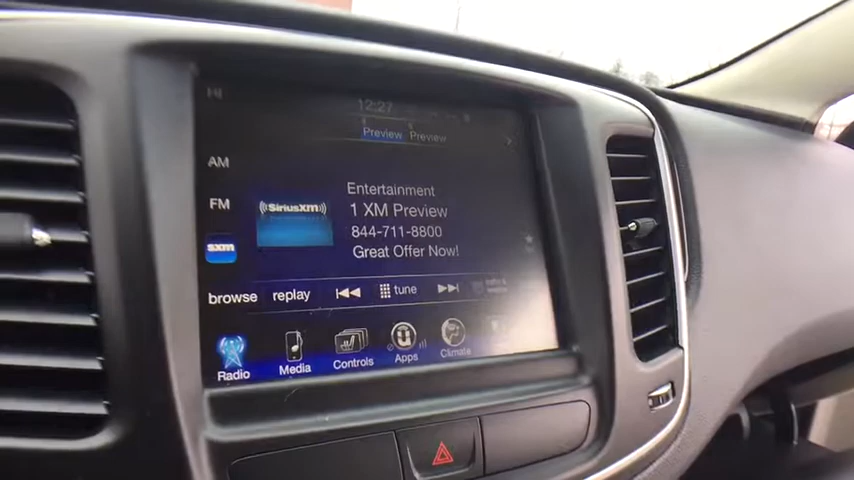 12:27
Preview Preview
AM
FM
sxm
((SiriusXM))
Entertainment
1 XM Preview
844-711-8800
Great Offer Now!
browse replay tune
Radio Media Controls Apps Climate